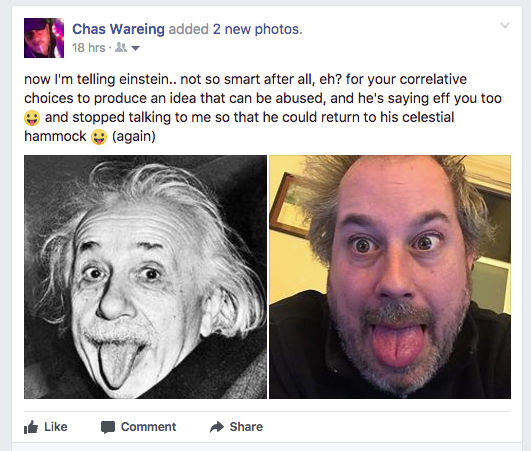 Chas Wareing added 2 new photos.
18 hrs ·
now I'm telling einstein.. not so smart after all, eh? for your correlative
choices to produce an idea that can be abused, and he's saying eff you too
😜 and stopped talking to me so that he could return to his celestial
hammock 😜 (again)
Like Comment Share